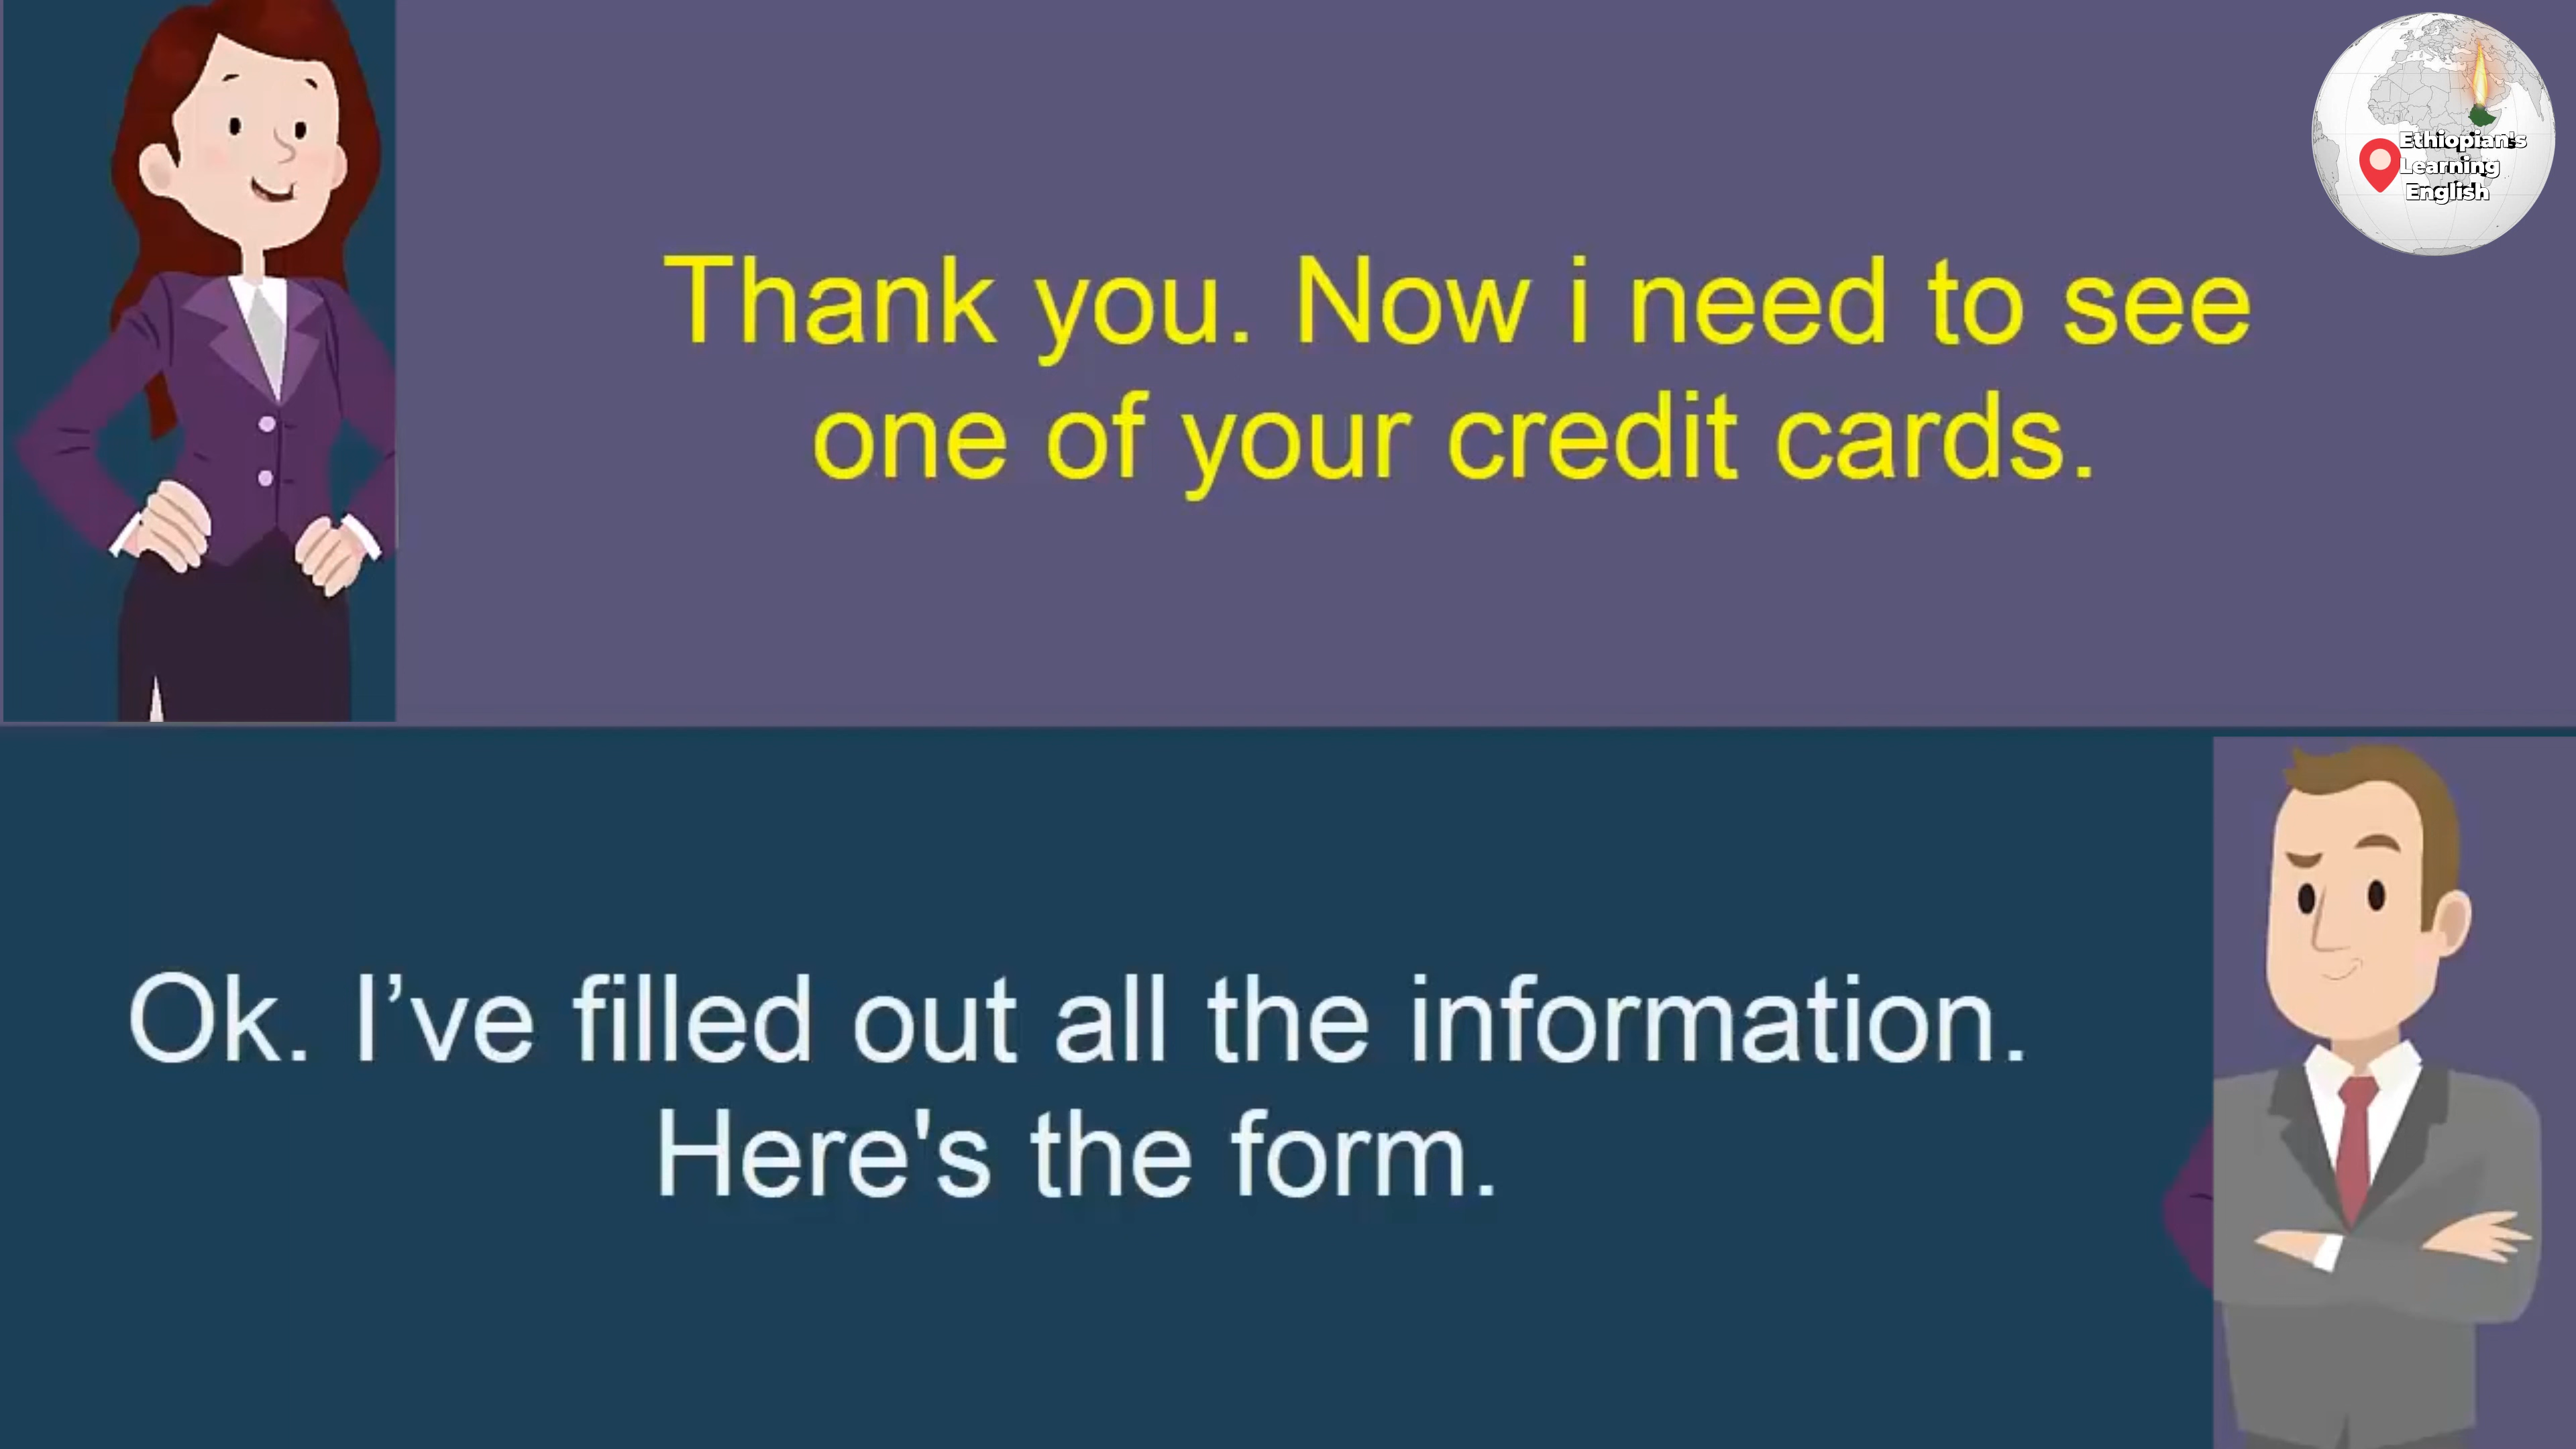 Ethiopian's
Learning
English
Thank you. Now i need to see
one of your credit cards.
Ok. I’ve filled out all the information.
Here's the form.